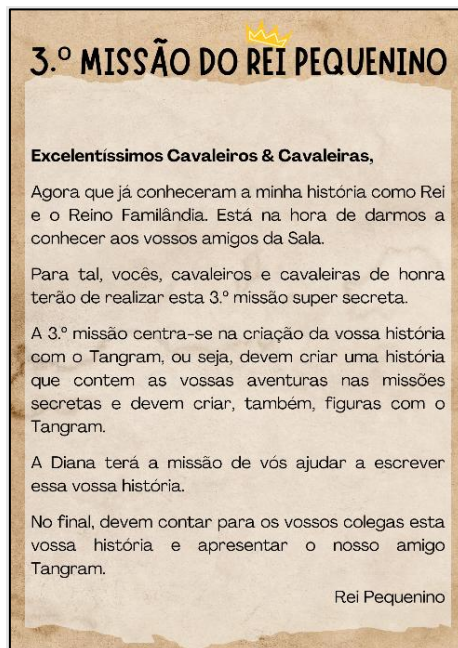 3.º MISSÃO DO REI PEQUENINO
Excelentíssimos Cavaleiros & Cavaleiras,
Agora que já conheceram a minha história como Rei
e o Reino Familândia. Está na hora de darmos a
conhecer aos vossos amigos da Sala.
Para tal, vocês, cavaleiros e cavaleiras de honra
terão de realizar esta 3.º missão super secreta.
A 3.º missão centra-se na criação da vossa história
com o Tangram, ou seja, devem criar uma história
que contem as vossas aventuras nas missões
secretas e devem criar, também, figuras com o
Tangram.
A Diana terá a missão de vós ajudar a escrever
essa vossa história.
No final, devem contar para os vossos colegas esta
vossa história e apresentar o nosso amigo
Tangram.
Rei Pequenino